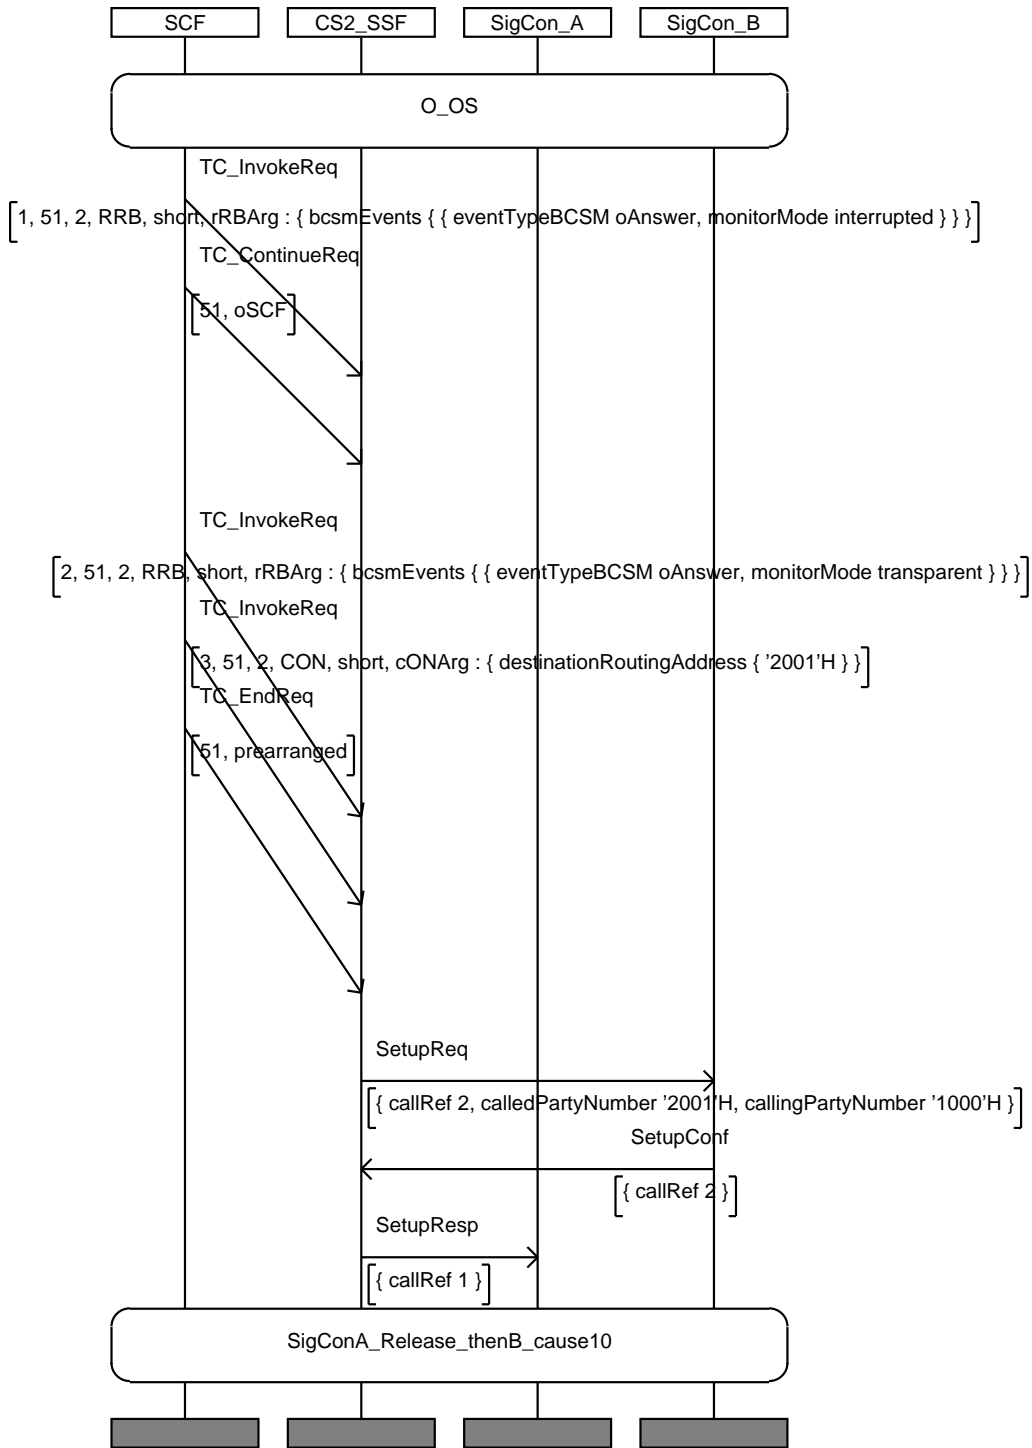 SCF CS2_SSF SigCon_A SigCon_B
O_OS
TC_InvokeReq
[1, 51, 2, RRB, short, rRBArg : { bcsmEvents { { eventTypeBCSM oAnswer, monitorMode interrupted } } }]
TC_ContinueReq
[51, oSCF]
TC_InvokeReq
[2, 51, 2, RRB, short, rRBArg : { bcsmEvents { { eventTypeBCSM oAnswer, monitorMode transparent } } }]
TC_InvokeReq
[3, 51, 2, CON, short, cONArg : { destinationRoutingAddress { '2001'H } }]
TC_EndReq
[51, prearranged]
SetupReq
[{ callRef 2, calledPartyNumber '2001'H, callingPartyNumber '1000'H }]
SetupConf
[{ callRef 2 }]
SetupResp
[{ callRef 1 }]
SigConA_Release_thenB_cause10